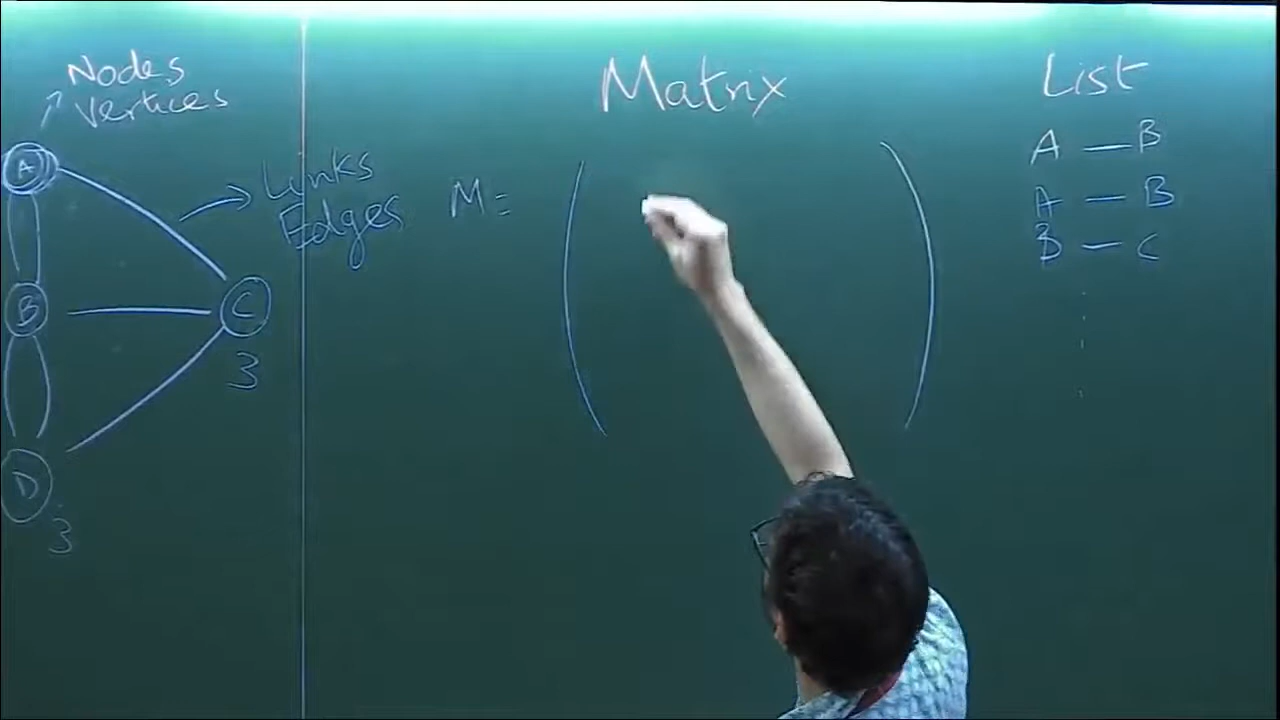 Nodes
Vertices
A
Links
Edges
B
C
3
D
3
Matrix
M =
List
A — B
A — B
B — C